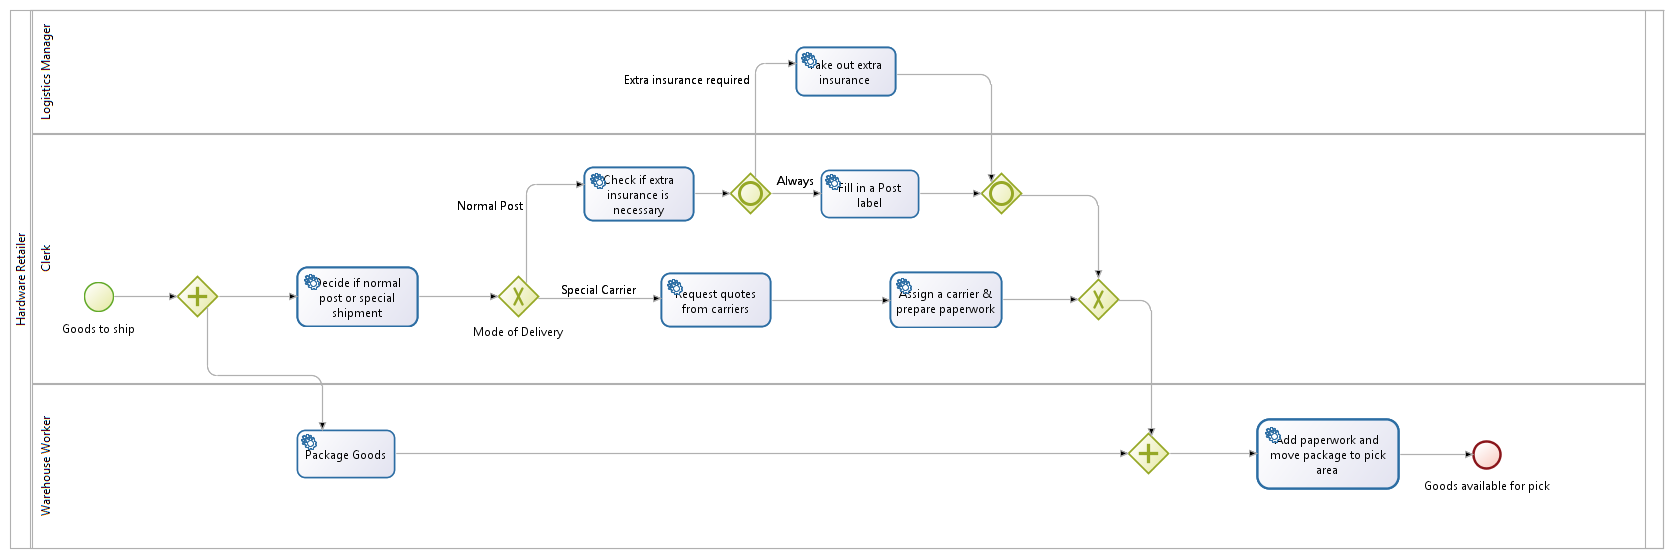 Hardware Retailer
Logistics Manager
Extra insurance required
ake out extra
insurance
Clerk
Goods to ship
ecide if normal
post or special
shipment
Mode of Delivery
Normal Post
Check if extra
insurance is
necessary
Always
Fill in a Post
label
Special Carrier
Request quotes
from carriers
Assign a carrier &
prepare paperwork
Warehouse Worker
Package Goods
Add paperwork and
move package to pick
area
Goods available for pick